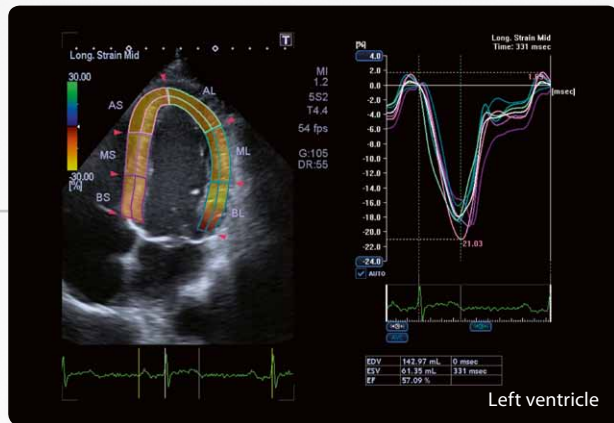 Long. Strain Mid
T
30.00
-30.00
[%]
AS
AL
MS
ML
BS
BL
MI
1.2
5S2
T4.4
54 fps
G:105
DR:55
Long. Strain Mid
Time: 331 msec
[%]
4.0
2.0
0.0
-2.0
-4.0
-6.0
-8.0
-10.0
-12.0
-14.0
-16.0
-18.0
-20.0
-22.0
-24.0
[msec]
-21.03
AUTO
EDV 142.97 mL 0 msec
ESV 61.35 mL 331 msec
EF 57.09 %
Left ventricle